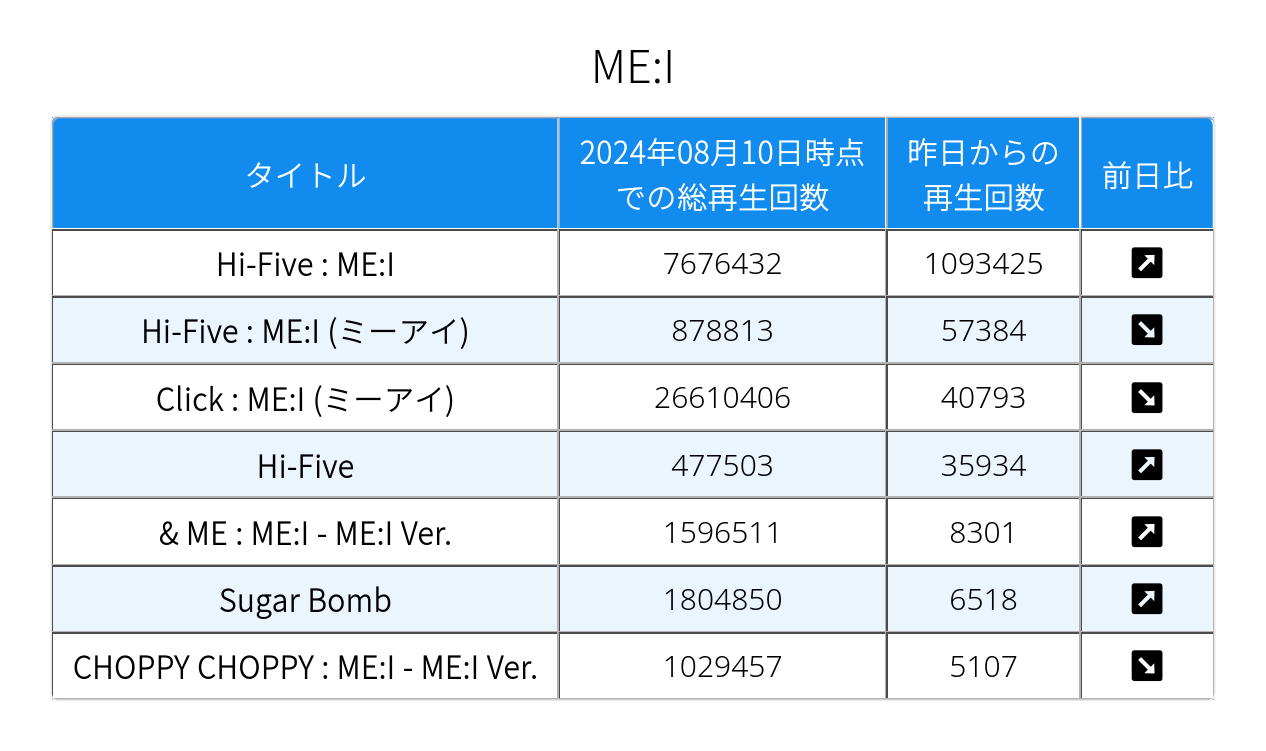 ME:I
タイトル
2024年08月10日時点
での総再生回数
昨日からの
再生回数
前日比
Hi-Five : ME:I 7676432 1093425 ↗
Hi-Five : ME:I (ミーアイ) 878813 57384 ↘
Click : ME:I (ミーアイ) 26610406 40793 ↘
Hi-Five 477503 35934 ↗
& ME : ME:I - ME:I Ver. 1596511 8301 ↗
Sugar Bomb 1804850 6518 ↗
CHOPPY CHOPPY : ME:I - ME:I Ver. 1029457 5107 ↘